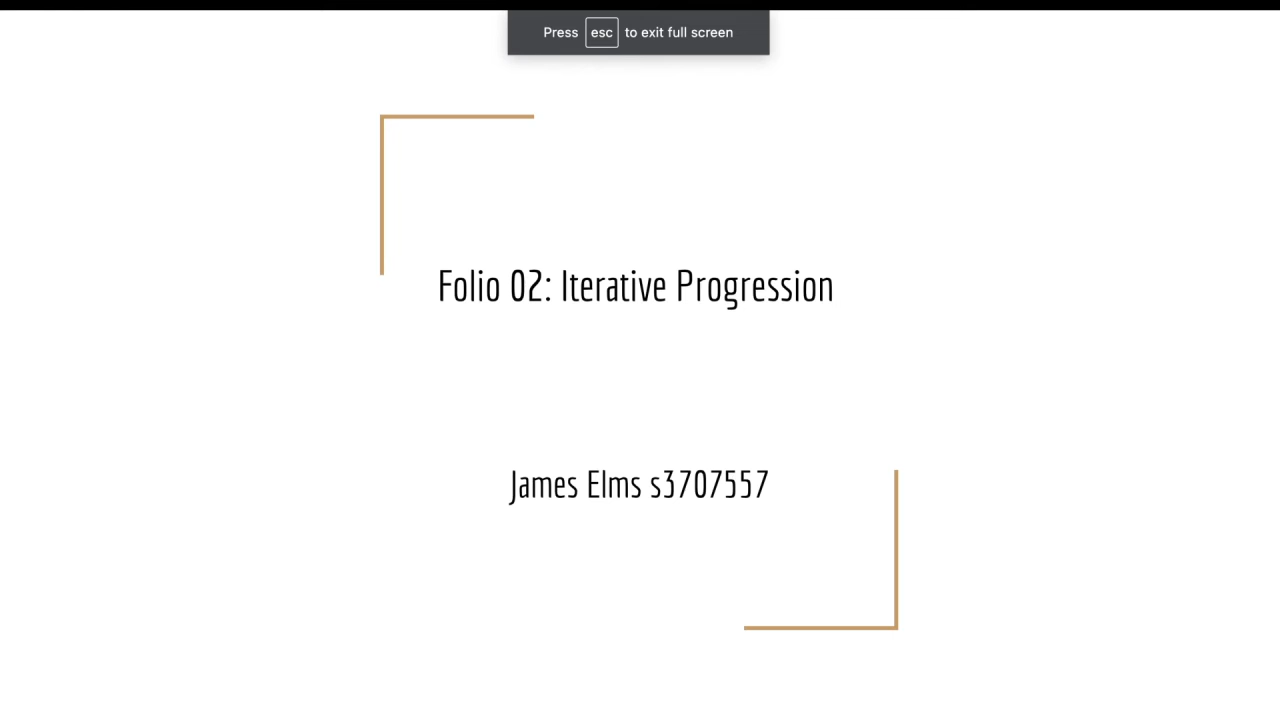 Press esc to exit full screen
Folio 02: Iterative Progression
James Elms s3707557